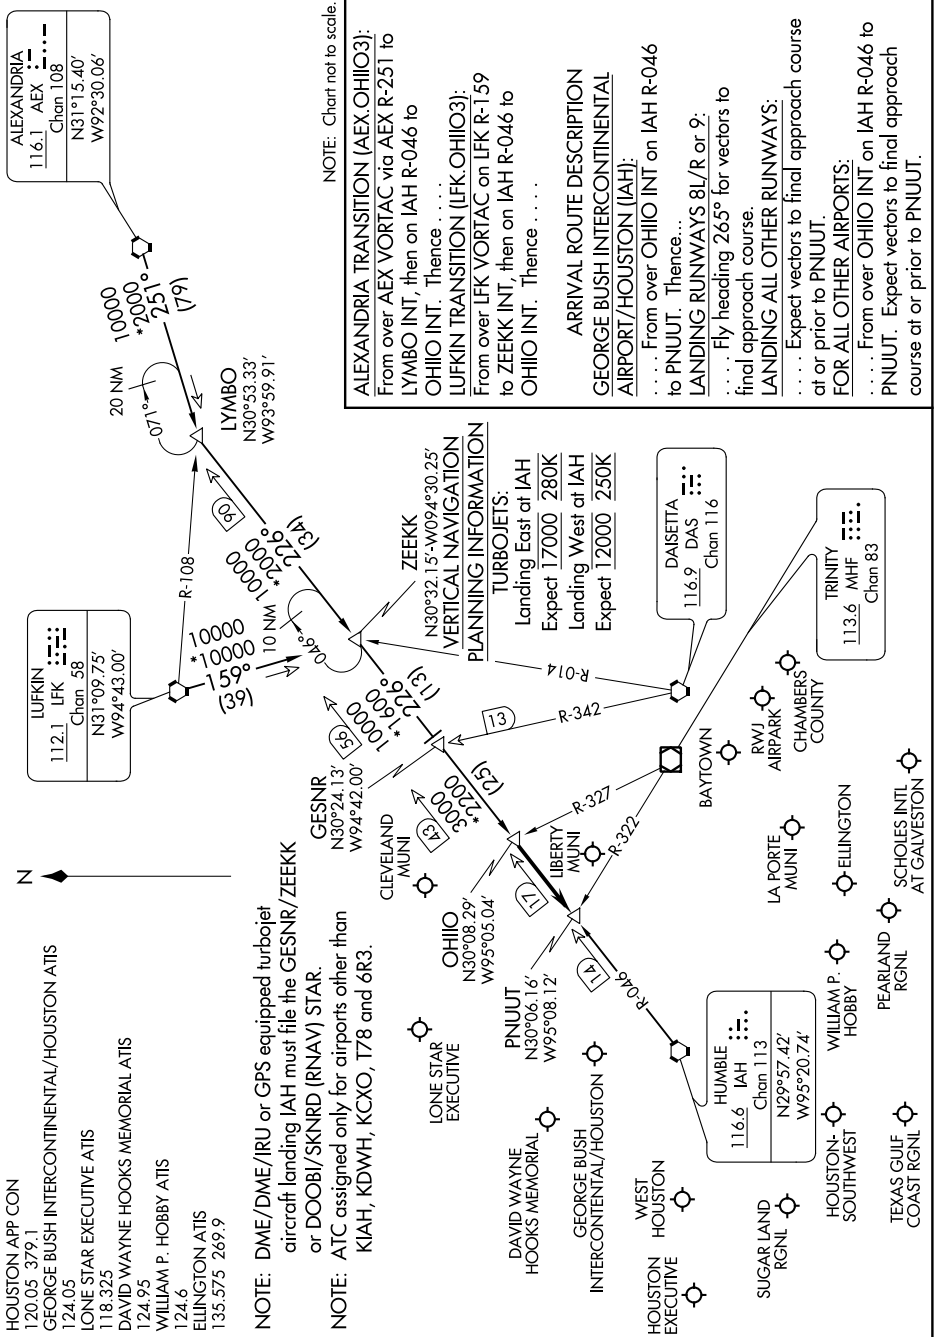 HOUSTON APP CON
120.05 379.1
GEORGE BUSH INTERCONTINENTAL/HOUSTON ATIS
124.05
LONE STAR EXECUTIVE ATIS
118.325
DAVID WAYNE HOOKS MEMORIAL ATIS
124.95
WILLIAM P. HOBBY ATIS
124.6
ELLINGTON ATIS
135.575 269.9
NOTE: DME/DME/IRU or GPS equipped turbojet
aircraft landing IAH must file the GESNR/ZEEKK
or DOOBI/SKNRD (RNAV) STAR.
NOTE: ATC assigned only for airports other than
KIAH, KDWH, KCXO, T78 and 6R3.
N
LUFKIN
112.1 LFK
Chan 58
N31°09.75'
W94°43.00'
ALEXANDRIA
116.1 AEX
Chan 108
N31°15.40'
W92°30.06'
10000
*2000
251°
(79)
20 NM
071°
LYMBO
N30°53.33'
W93°59.91'
R-108
90
10000
*2000
226°
(34)
10000
*10000
159°
(39)
10 NM
046°
ZEEKK
N30°32.15'-W094°30.25'
VERTICAL NAVIGATION
PLANNING INFORMATION
TURBOJETS:
Landing East at IAH
Expect 17000 280K
Landing West at IAH
Expect 12000 250K
56
10000
*1600
226°
(13)
GESNR
N30°24.13'
W94°42.00'
R-014
13
R-342
DAISETTA
116.9 DAS
Chan 116
43
3000
*2200
(25)
CLEVELAND
MUNI
OHIIO
N30°08.29'
W95°05.04'
17
LIBERTY
MUNI
R-327
R-322
TRINITY
113.6 MHF
Chan 83
PNUUT
N30°06.16'
W95°08.12'
14
R-046
HUMBLE
116.6 IAH
Chan 113
N29°57.42'
W95°20.74'
LONE STAR
EXECUTIVE
DAVID WAYNE
HOOKS MEMORIAL
GEORGE BUSH
INTERCONTENTAL/HOUSTON
WEST
HOUSTON
HOUSTON
EXECUTIVE
SUGAR LAND
RGNL
HOUSTON-
SOUTHWEST
TEXAS GULF
COAST RGNL
WILLIAM P.
HOBBY
PEARLAND
RGNL
ELLINGTON
SCHOLES INTL
AT GALVESTON
LA PORTE
MUNI
BAYTOWN
RWJ
AIRPARK
CHAMBERS
COUNTY
NOTE: Chart not to scale.
ALEXANDRIA TRANSITION (AEX.OHIIO3):
From over AEX VORTAC via AEX R-251 to
LYMBO INT, then on IAH R-046 to
OHIIO INT. Thence . . . .
LUFKIN TRANSITION (LFK.OHIIO3):
From over LFK VORTAC on LFK R-159
to ZEEKK INT, then on IAH R-046 to
OHIIO INT. Thence . . . .
ARRIVAL ROUTE DESCRIPTION
GEORGE BUSH INTERCONTINENTAL
AIRPORT/HOUSTON (IAH):
. . . . From over OHIIO INT on IAH R-046
to PNUUT. Thence...
LANDING RUNWAYS 8L/R or 9:
. . . . Fly heading 265° for vectors to
final approach course.
LANDING ALL OTHER RUNWAYS:
. . . . Expect vectors to final approach course
at or prior to PNUUT.
FOR ALL OTHER AIRPORTS:
. . . . From over OHIIO INT on IAH R-046 to
PNUUT. Expect vectors to final approach
course at or prior to PNUUT.